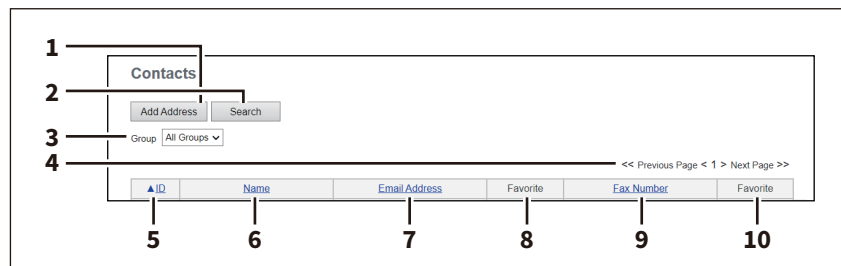 1
Contacts
2
Add Address Search
3 Group All Groups
4 << Previous Page < 1 > Next Page >>
▲ID Name Email Address Favorite Fax Number Favorite
5 6 7 8 9 10